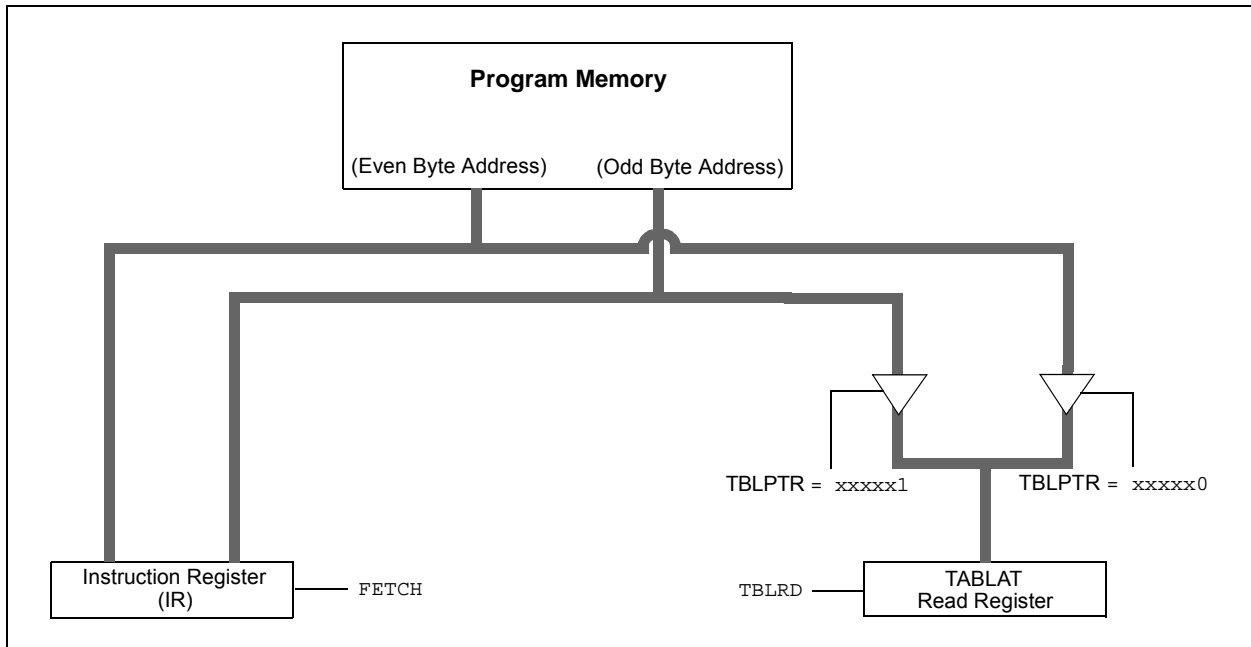 Program Memory
(Even Byte Address) (Odd Byte Address)
TBLPTR = xxxxx1
TBLPTR = xxxxx0
Instruction Register
(IR)
FETCH
TBLRD
TABLAT
Read Register